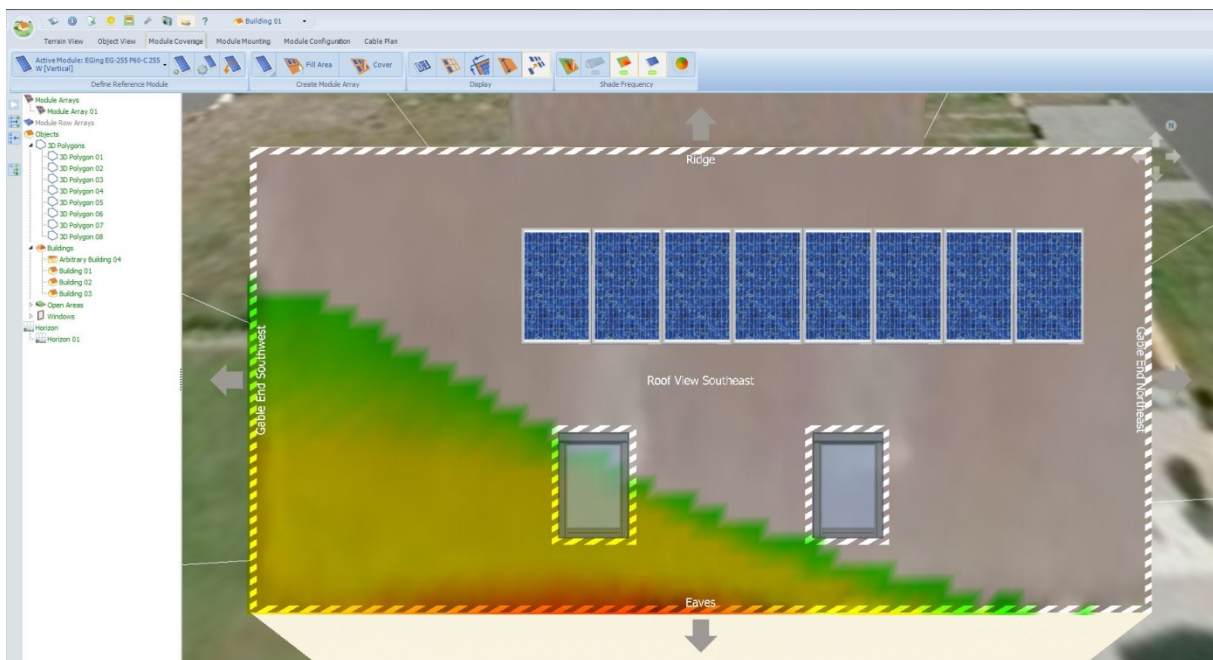 Building 01
Terrain View Object View Module Coverage Module Mounting Module Configuration Cable Plan
Active Module: EGing EG-255 P60-C 255
W [Vertical]
Fill Area
Cover
Define Reference Module
Create Module Array
Display
Shade Frequency
Module Arrays
Module Array 01
Module Row Arrays
Objects
3D Polygons
3D Polygon 01
3D Polygon 02
3D Polygon 03
3D Polygon 04
3D Polygon 05
3D Polygon 06
3D Polygon 07
3D Polygon 08
Buildings
Arbitrary Building 04
Building 01
Building 02
Building 03
Open Areas
Windows
Horizon
Horizon 01
N
Ridge
Gable End Southwest
Roof View Southeast
Gable End Northeast
Eaves